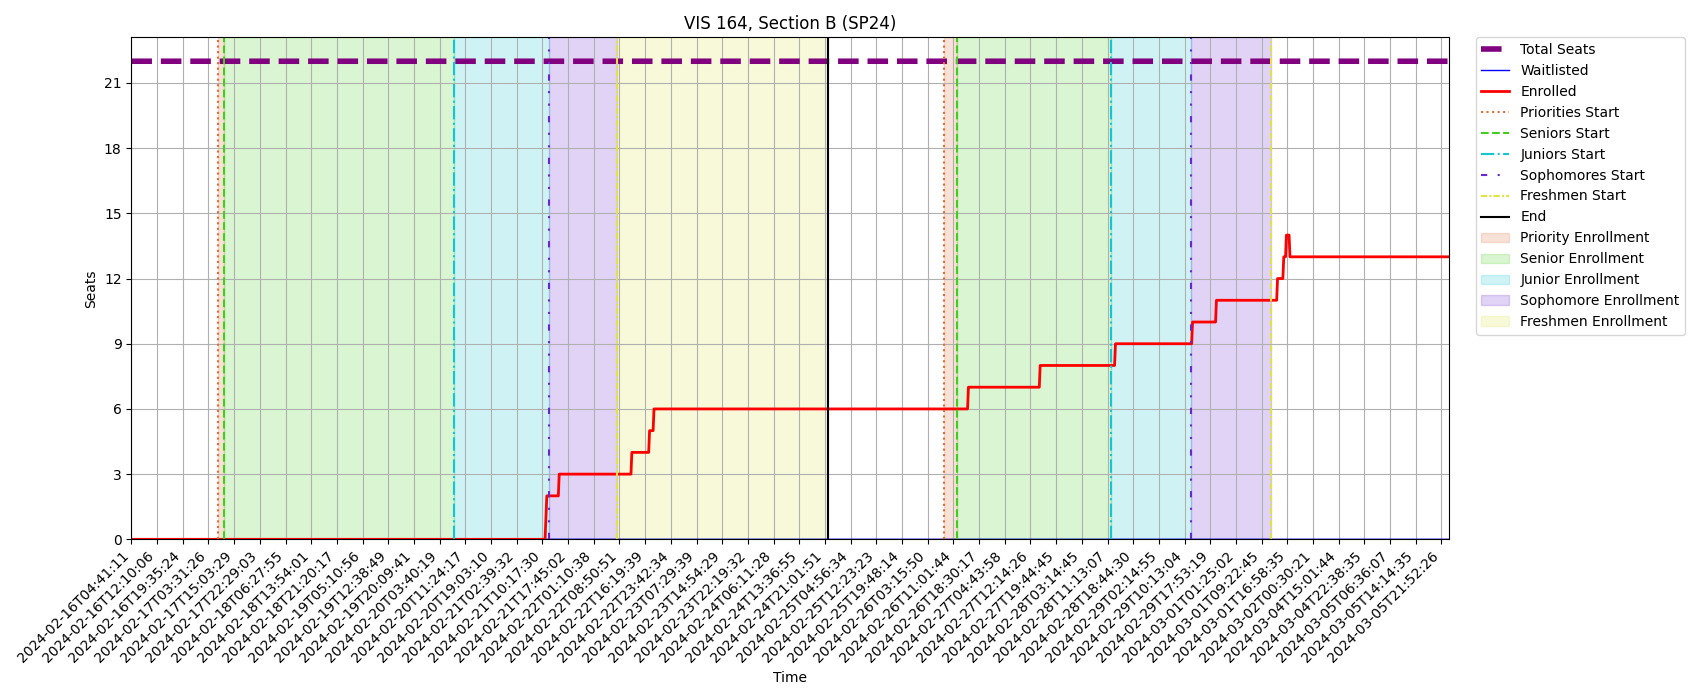 VIS 164, Section B (SP24)
Seats
21
18
15
12
9
6
3
0
2024-02-16T04:41:11
2024-02-16T12:10:06
2024-02-16T19:35:24
2024-02-17T03:31:26
2024-02-17T15:03:29
2024-02-17T22:29:03
2024-02-18T06:27:55
2024-02-18T13:54:01
2024-02-18T21:20:17
2024-02-19T05:10:56
2024-02-19T12:38:49
2024-02-19T20:09:41
2024-02-20T03:40:19
2024-02-20T11:24:17
2024-02-20T19:03:10
2024-02-21T02:39:32
2024-02-21T10:17:30
2024-02-21T17:45:02
2024-02-22T01:10:38
2024-02-22T08:50:51
2024-02-22T16:19:39
2024-02-22T23:42:34
2024-02-23T07:29:39
2024-02-23T14:54:29
2024-02-23T22:19:32
2024-02-24T06:11:28
2024-02-24T13:36:55
2024-02-24T21:01:51
2024-02-25T04:56:34
2024-02-25T12:23:23
2024-02-25T19:48:14
2024-02-26T03:15:50
2024-02-26T11:01:44
2024-02-26T18:30:17
2024-02-27T04:43:58
2024-02-27T12:14:26
2024-02-27T19:44:45
2024-02-28T03:14:45
2024-02-28T11:13:07
2024-02-28T18:44:30
2024-02-29T02:14:55
2024-02-29T10:13:04
2024-02-29T17:53:19
2024-03-01T01:25:02
2024-03-01T09:22:45
2024-03-01T16:58:35
2024-03-02T00:30:21
2024-03-04T15:01:44
2024-03-04T22:38:35
2024-03-05T06:36:07
2024-03-05T14:14:35
2024-03-05T21:52:26
Time
Total Seats
Waitlisted
Enrolled
Priorities Start
Seniors Start
Juniors Start
Sophomores Start
Freshmen Start
End
Priority Enrollment
Senior Enrollment
Junior Enrollment
Sophomore Enrollment
Freshmen Enrollment